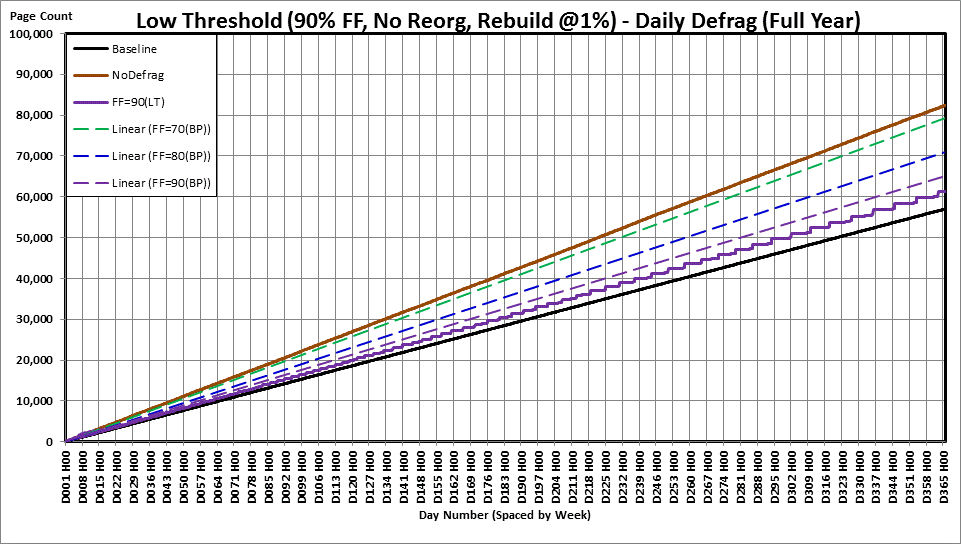 Page Count
Low Threshold (90% FF, No Reorg, Rebuild @1%) - Daily Defrag (Full Year)
100,000
90,000
80,000
70,000
60,000
50,000
40,000
30,000
20,000
10,000
0
Baseline
NoDefrag
FF=90(LT)
Linear (FF=70(BP))
Linear (FF=80(BP))
Linear (FF=90(BP))
D001 H00
D008 H00
D015 H00
D022 H00
D029 H00
D036 H00
D043 H00
D050 H00
D057 H00
D064 H00
D071 H00
D078 H00
D085 H00
D092 H00
D099 H00
D106 H00
D113 H00
D120 H00
D127 H00
D134 H00
D141 H00
D148 H00
D155 H00
D162 H00
D169 H00
D176 H00
D183 H00
D190 H00
D197 H00
D204 H00
D211 H00
D218 H00
D225 H00
D232 H00
D239 H00
D246 H00
D253 H00
D260 H00
D267 H00
D274 H00
D281 H00
D288 H00
D295 H00
D302 H00
D309 H00
D316 H00
D323 H00
D330 H00
D337 H00
D344 H00
D351 H00
D358 H00
D365 H00
Day Number (Spaced by Week)